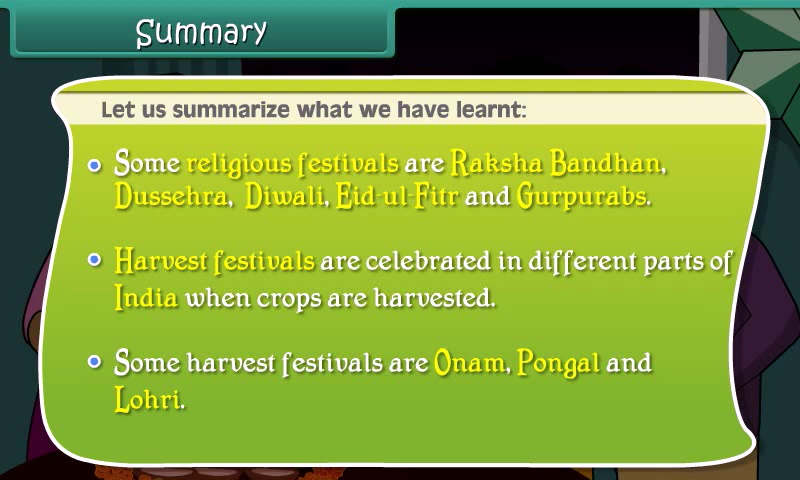 Summary
Let us summarize what we have learnt:
Some religious festivals are Raksha Bandhan,
Dussehra, Diwali, Eid-ul-Fitr and Gurpurabs.
Harvest festivals are celebrated in different parts of
India when crops are harvested.
Some harvest festivals are Onam, Pongal and
Lohri.